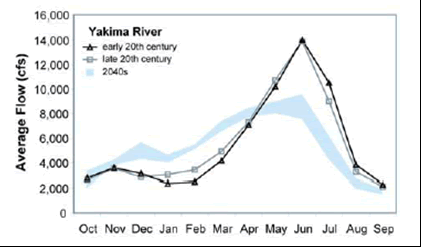 16,000
14,000
12,000
10,000
8,000
6,000
4,000
2,000
0
Average Flow (cfs)
Yakima River
early 20th century
late 20th century
2040s
Oct Nov Dec Jan Feb Mar Apr May Jun Jul Aug Sep